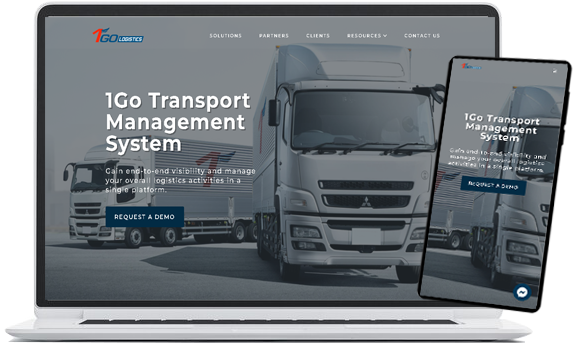 1GO LOGISTICS
SOLUTIONS PARTNERS CLIENTS RESOURCES CONTACT US
1Go Transport
Management
System
Gain end-to-end visibility and manage
your overall logistics activities in a
single platform.
REQUEST A DEMO
1Go Transport
Management
System
Gain end-to-end visibility and
manage your overall logistics
activities in a single platform.
REQUEST A DEMO